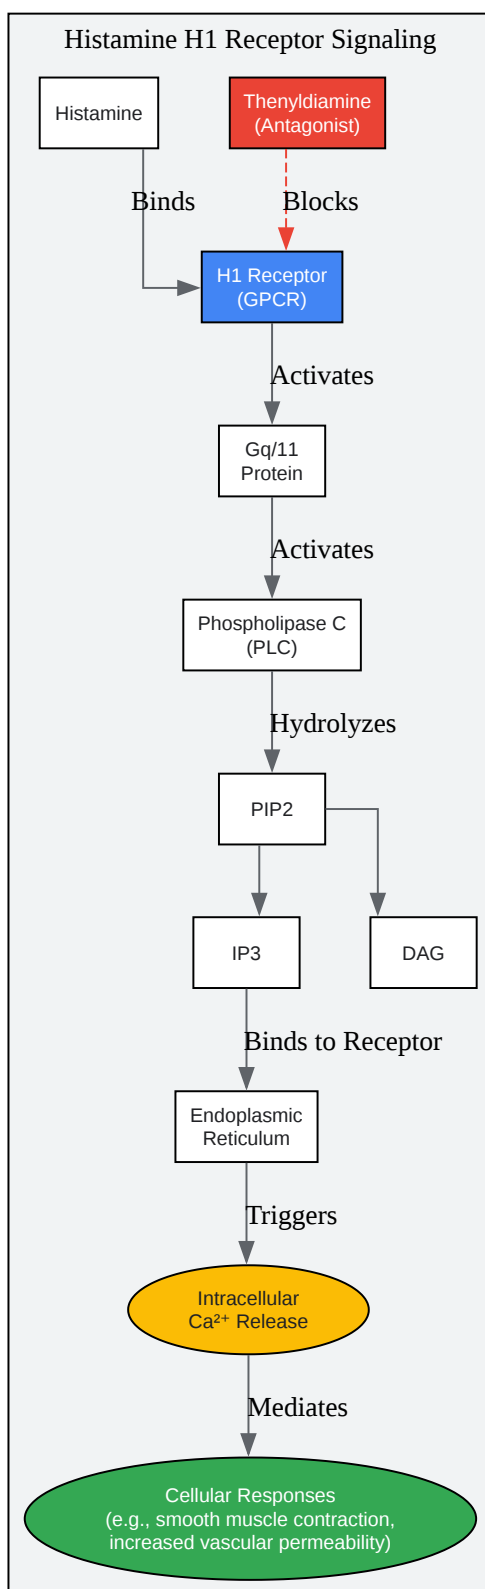 Histamine H1 Receptor Signaling
Histamine
Thenyldiamine
(Antagonist)
Binds
Blocks
H1 Receptor
(GPCR)
Activates
Gq/11
Protein
Activates
Phospholipase C
(PLC)
Hydrolyzes
PIP2
IP3
DAG
Binds to Receptor
Endoplasmic
Reticulum
Triggers
Intracellular
Ca²⁺ Release
Mediates
Cellular Responses
(e.g., smooth muscle contraction,
increased vascular permeability)